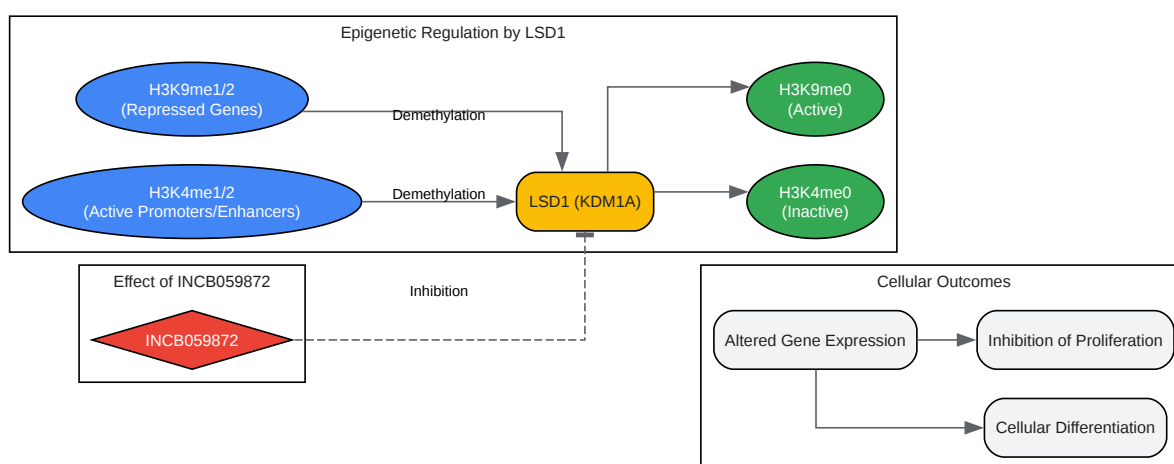 Epigenetic Regulation by LSD1
H3K9me1/2
(Repressed Genes)
Demethylation
H3K9me0
(Active)
H3K4me1/2
(Active Promoters/Enhancers)
Demethylation
LSD1 (KDM1A)
H3K4me0
(Inactive)
Effect of INCB059872
INCB059872
Inhibition
Cellular Outcomes
Altered Gene Expression
Inhibition of Proliferation
Cellular Differentiation